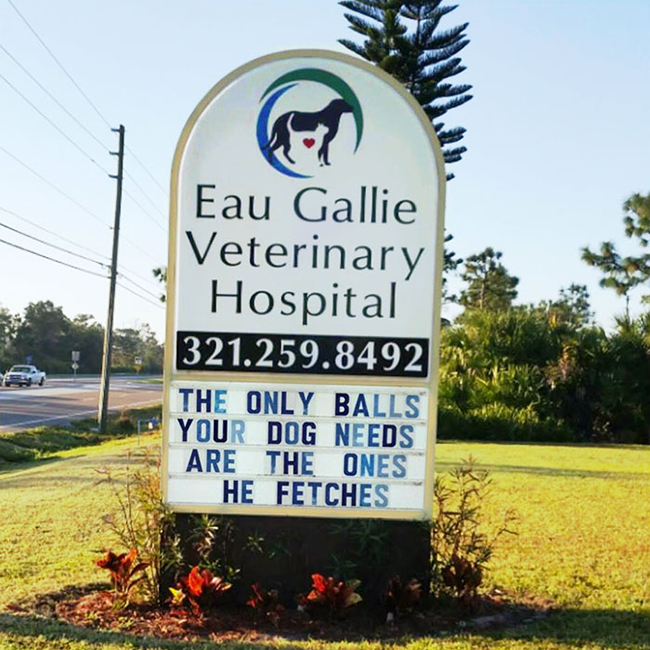 Eau Gallie
Veterinary
Hospital
321.259.8492
THE ONLY BALLS
YOUR DOG NEEDS
ARE THE ONES
HE FETCHES